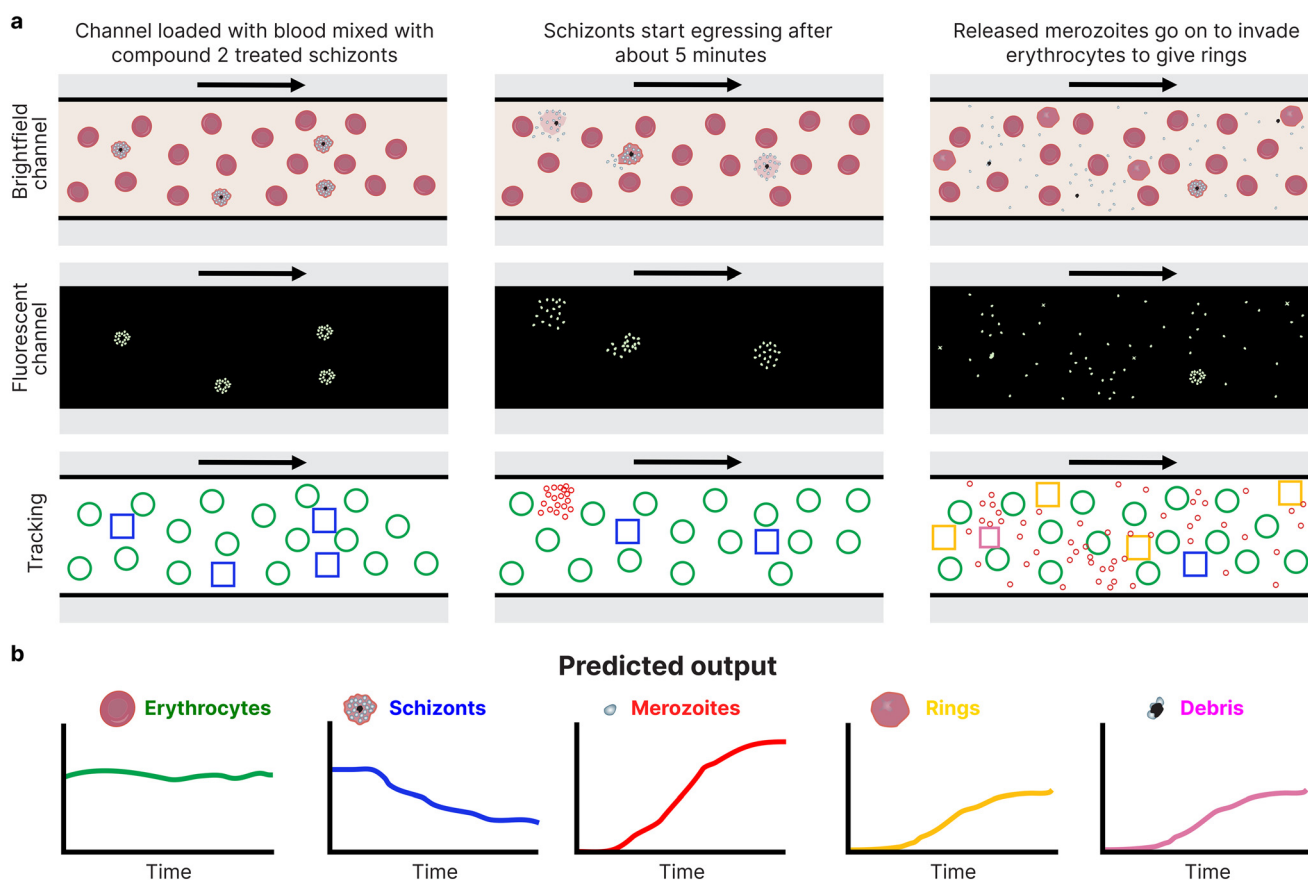 a
Channel loaded with blood mixed with
compound 2 treated schizonts
Schizonts start egressing after
about 5 minutes
Released merozoites go on to invade
erythrocytes to give rings
Brightfield
channel
Fluorescent
channel
Tracking
b
Predicted output
Erythrocytes
Schizonts
Merozoites
Rings
Debris
Time
Time
Time
Time
Time